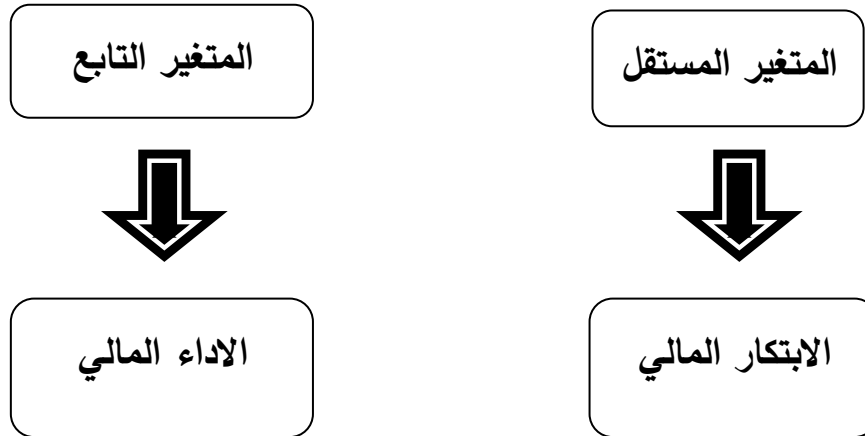 المتغير المستقل
المتغير التابع
الابتكار المالي
الاداء المالي